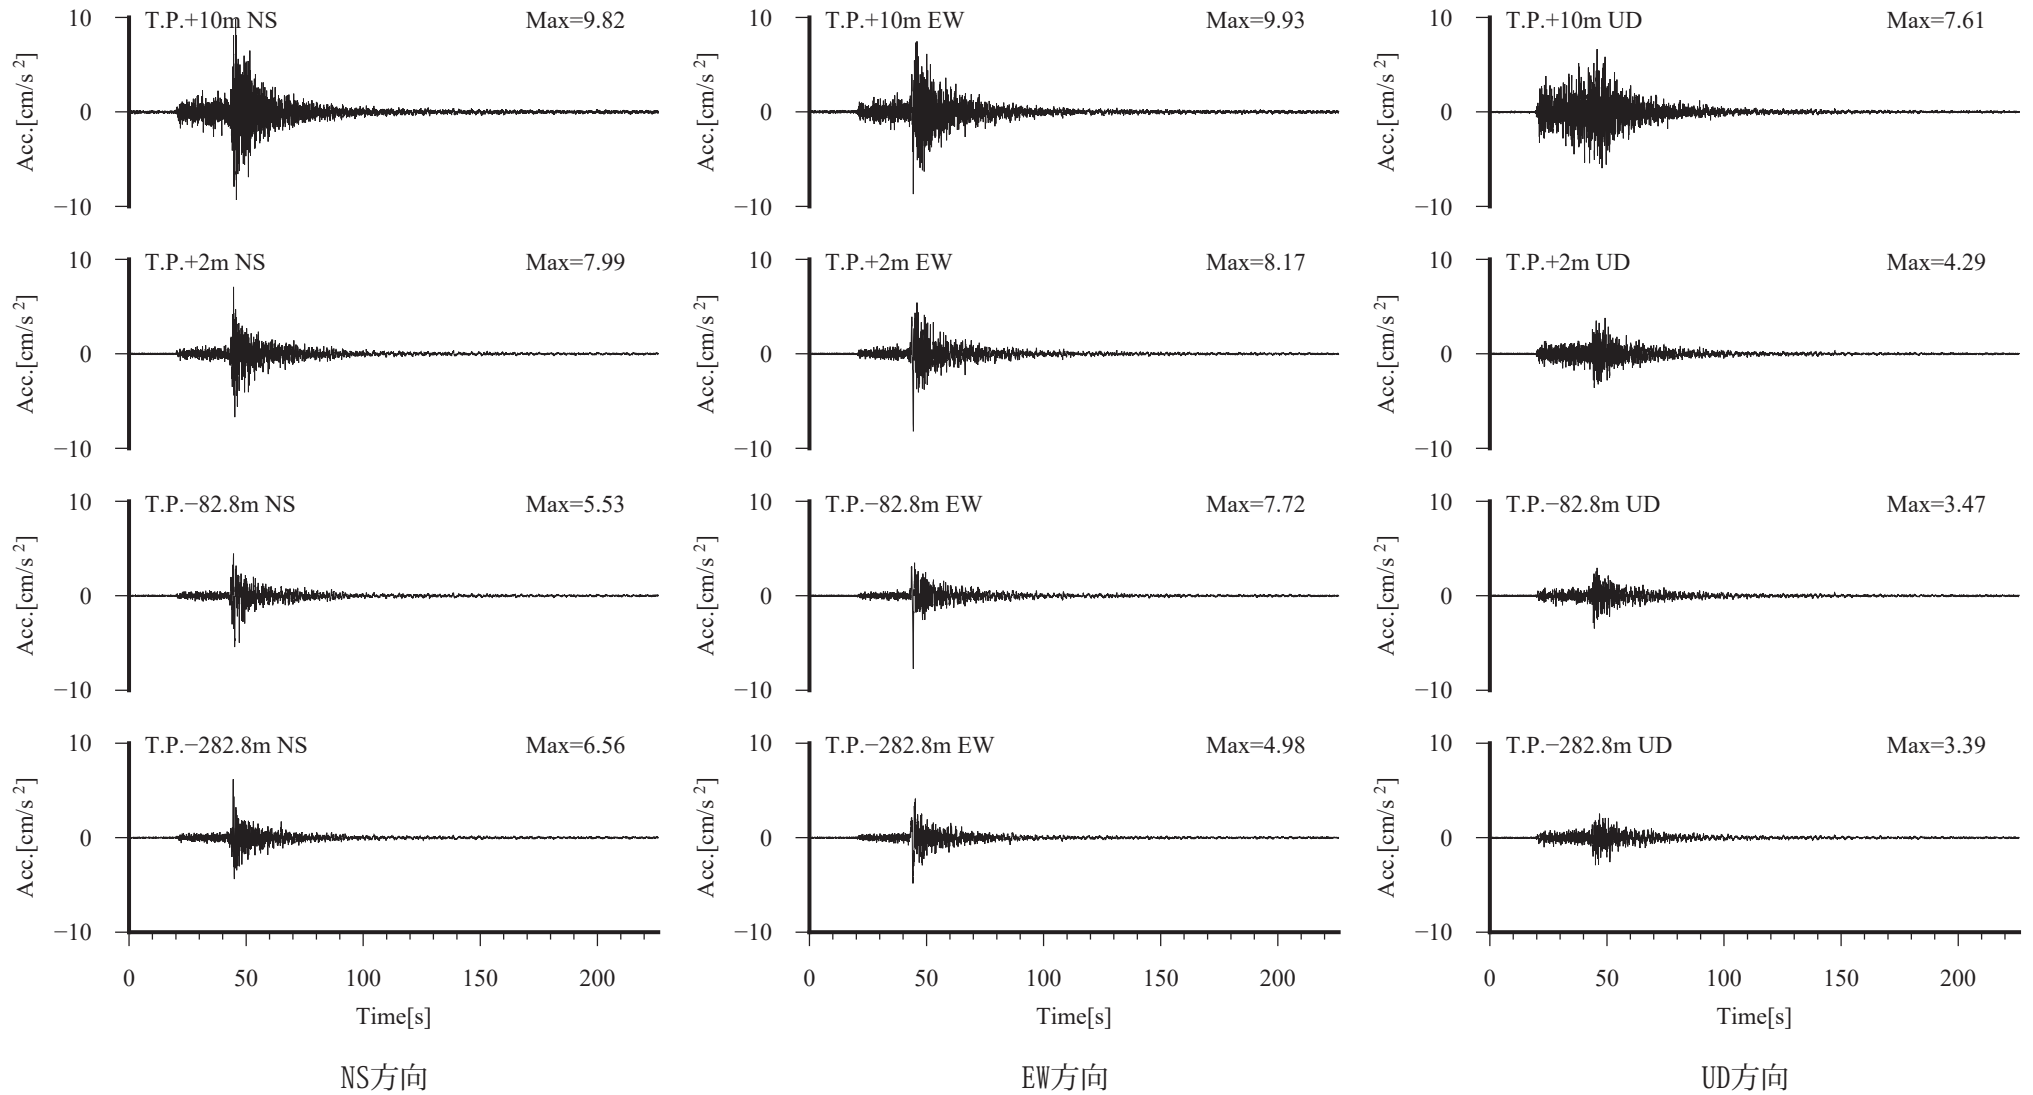 10 T.P.+10m NS Max=9.82
Acc.[cm/s 2]
0
−10
10 T.P.+2m NS Max=7.99
Acc.[cm/s 2]
0
−10
10 T.P.−82.8m NS Max=5.53
Acc.[cm/s 2]
0
−10
10 T.P.−282.8m NS Max=6.56
Acc.[cm/s 2]
0
−10
0 50 100 150 200
Time[s]
NS方向
10 T.P.+10m EW Max=9.93
Acc.[cm/s 2]
0
−10
10 T.P.+2m EW Max=8.17
Acc.[cm/s 2]
0
−10
10 T.P.−82.8m EW Max=7.72
Acc.[cm/s 2]
0
−10
10 T.P.−282.8m EW Max=4.98
Acc.[cm/s 2]
0
−10
0 50 100 150 200
Time[s]
EW方向
10 T.P.+10m UD Max=7.61
Acc.[cm/s 2]
0
−10
10 T.P.+2m UD Max=4.29
Acc.[cm/s 2]
0
−10
10 T.P.−82.8m UD Max=3.47
Acc.[cm/s 2]
0
−10
10 T.P.−282.8m UD Max=3.39
Acc.[cm/s 2]
0
−10
0 50 100 150 200
Time[s]
UD方向